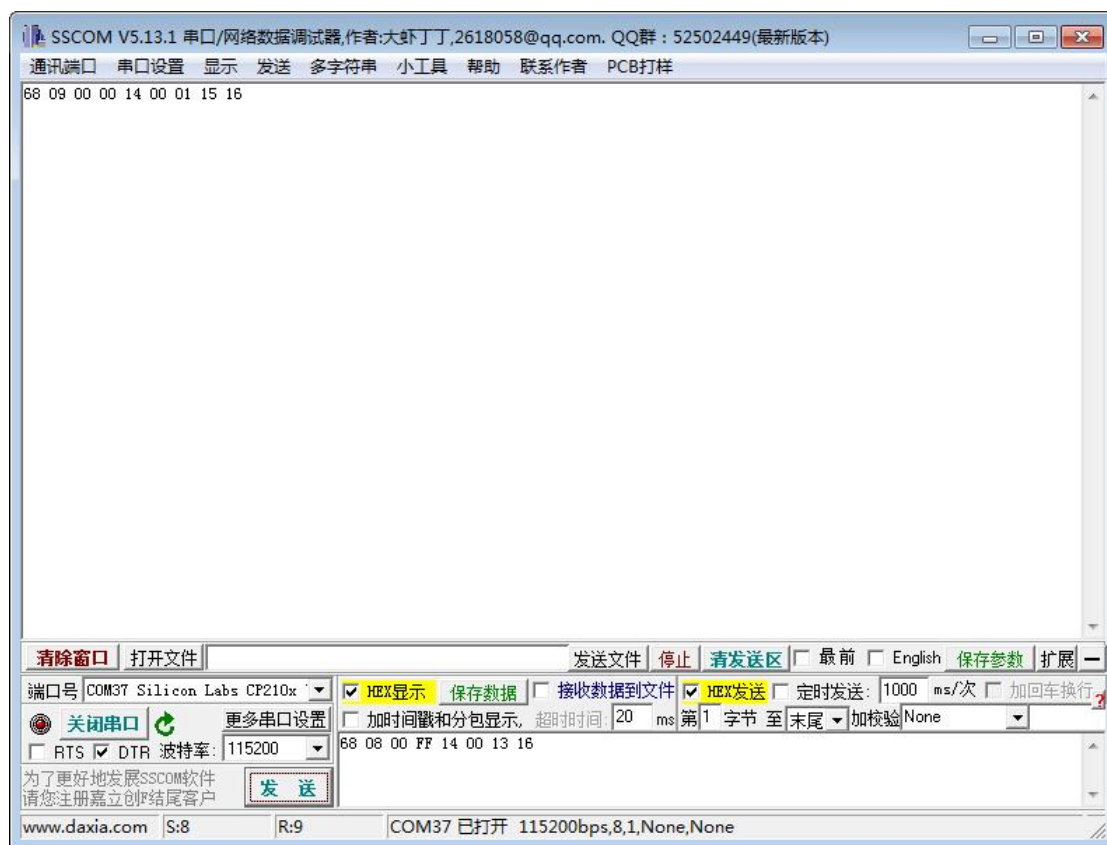 SSCOM V5.13.1 串口/网络数据调试器,作者:大虾丁丁,2618058@qq.com. QQ群：52502449(最新版本)
通讯端口 串口设置 显示 发送 多字符串 小工具 帮助 联系作者 PCB打样
68 09 00 00 14 00 01 15 16
清除窗口 打开文件 发送文件 停止 清发送区 最前 English 保存参数 扩展 —
端口号 COM37 Silicon Labs CP210x HEX显示 保存数据 接收数据到文件 HEX发送 定时发送: 1000 ms/次 加回车换行 ?
关闭串口 更多串口设置 加时间戳和分包显示, 超时时间: 20 ms 第 1 字节 至 末尾 加校验 None
RTS DTR 波特率: 115200 68 08 00 FF 14 00 13 16
为了更好地发展SSCOM软件
请您注册嘉立创F结尾客户 发 送
www.daxia.com S:8 R:9 COM37 已打开 115200bps,8,1,None,None